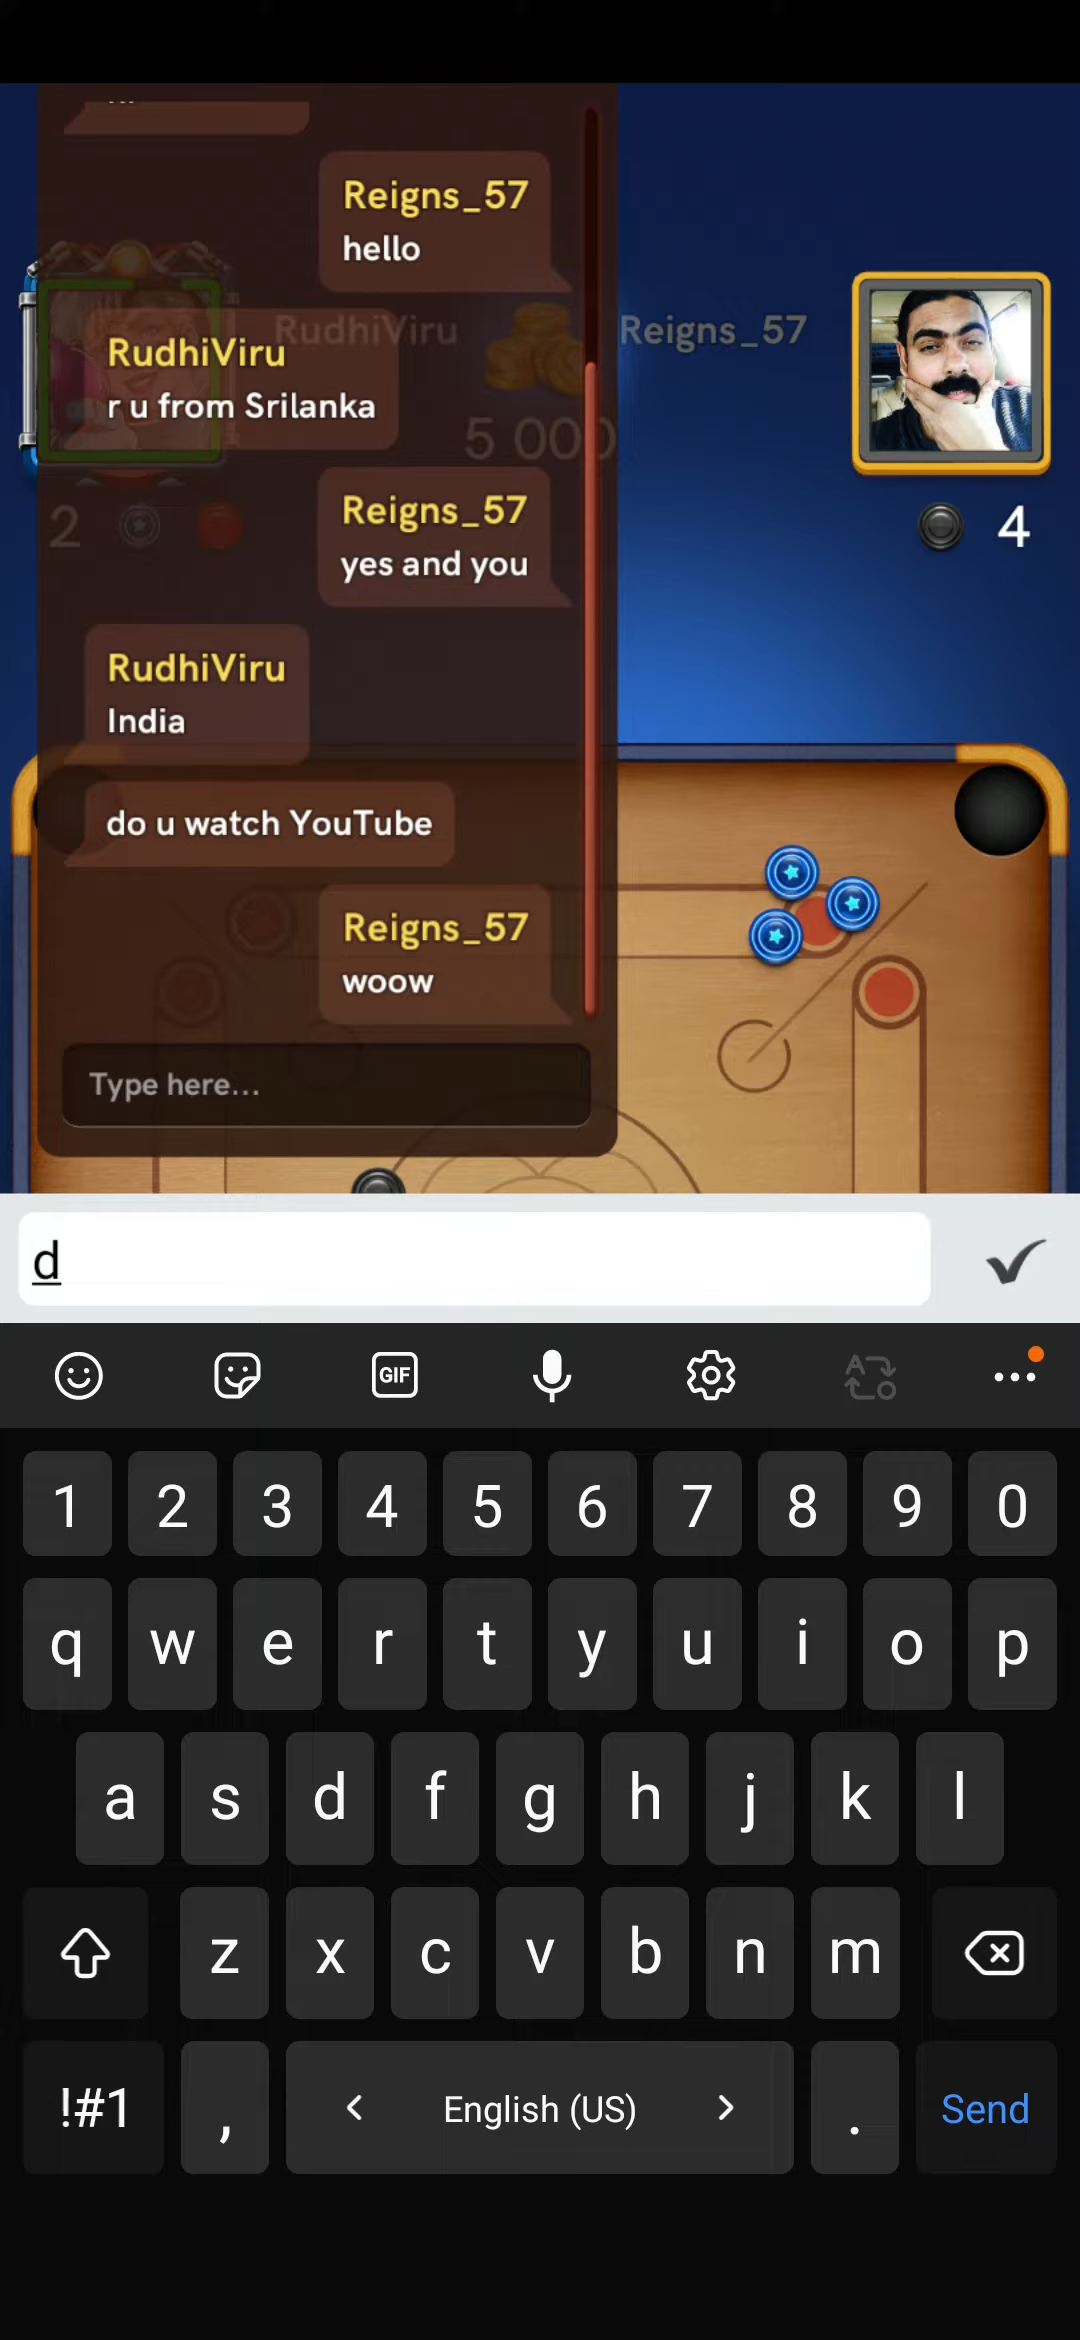 Reigns_57
hello
RudhiViru
Reigns_57
RudhiViru
r u from Srilanka
5 000
Reigns_57
yes and you
2
4
RudhiViru
India
do u watch YouTube
Reigns_57
woow
Type here...
d
GIF
A
1 2 3 4 5 6 7 8 9 0
q w e r t y u i o p
a s d f g h j k l
z x c v b n m
!#1 , < English (US) > . Send